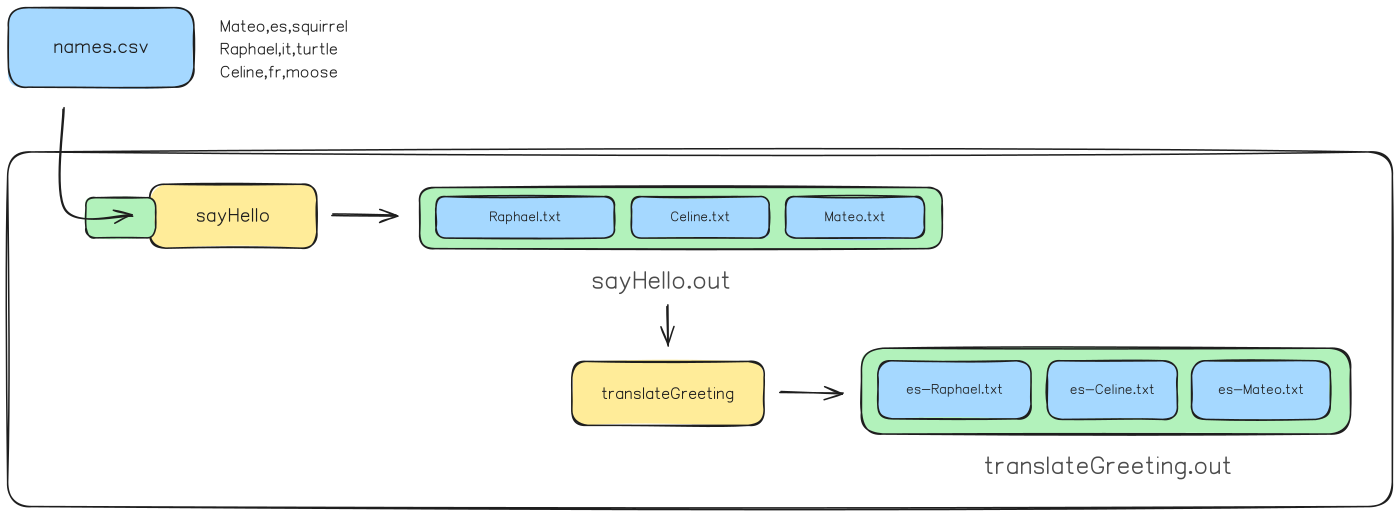 names.csv
Mateo,es,squirrel
Raphael,it,turtle
Celine,fr,moose
sayHello
Raphael.txt
Celine.txt
Mateo.txt
sayHello.out
translateGreeting
es-Raphael.txt
es-Celine.txt
es-Mateo.txt
translateGreeting.out